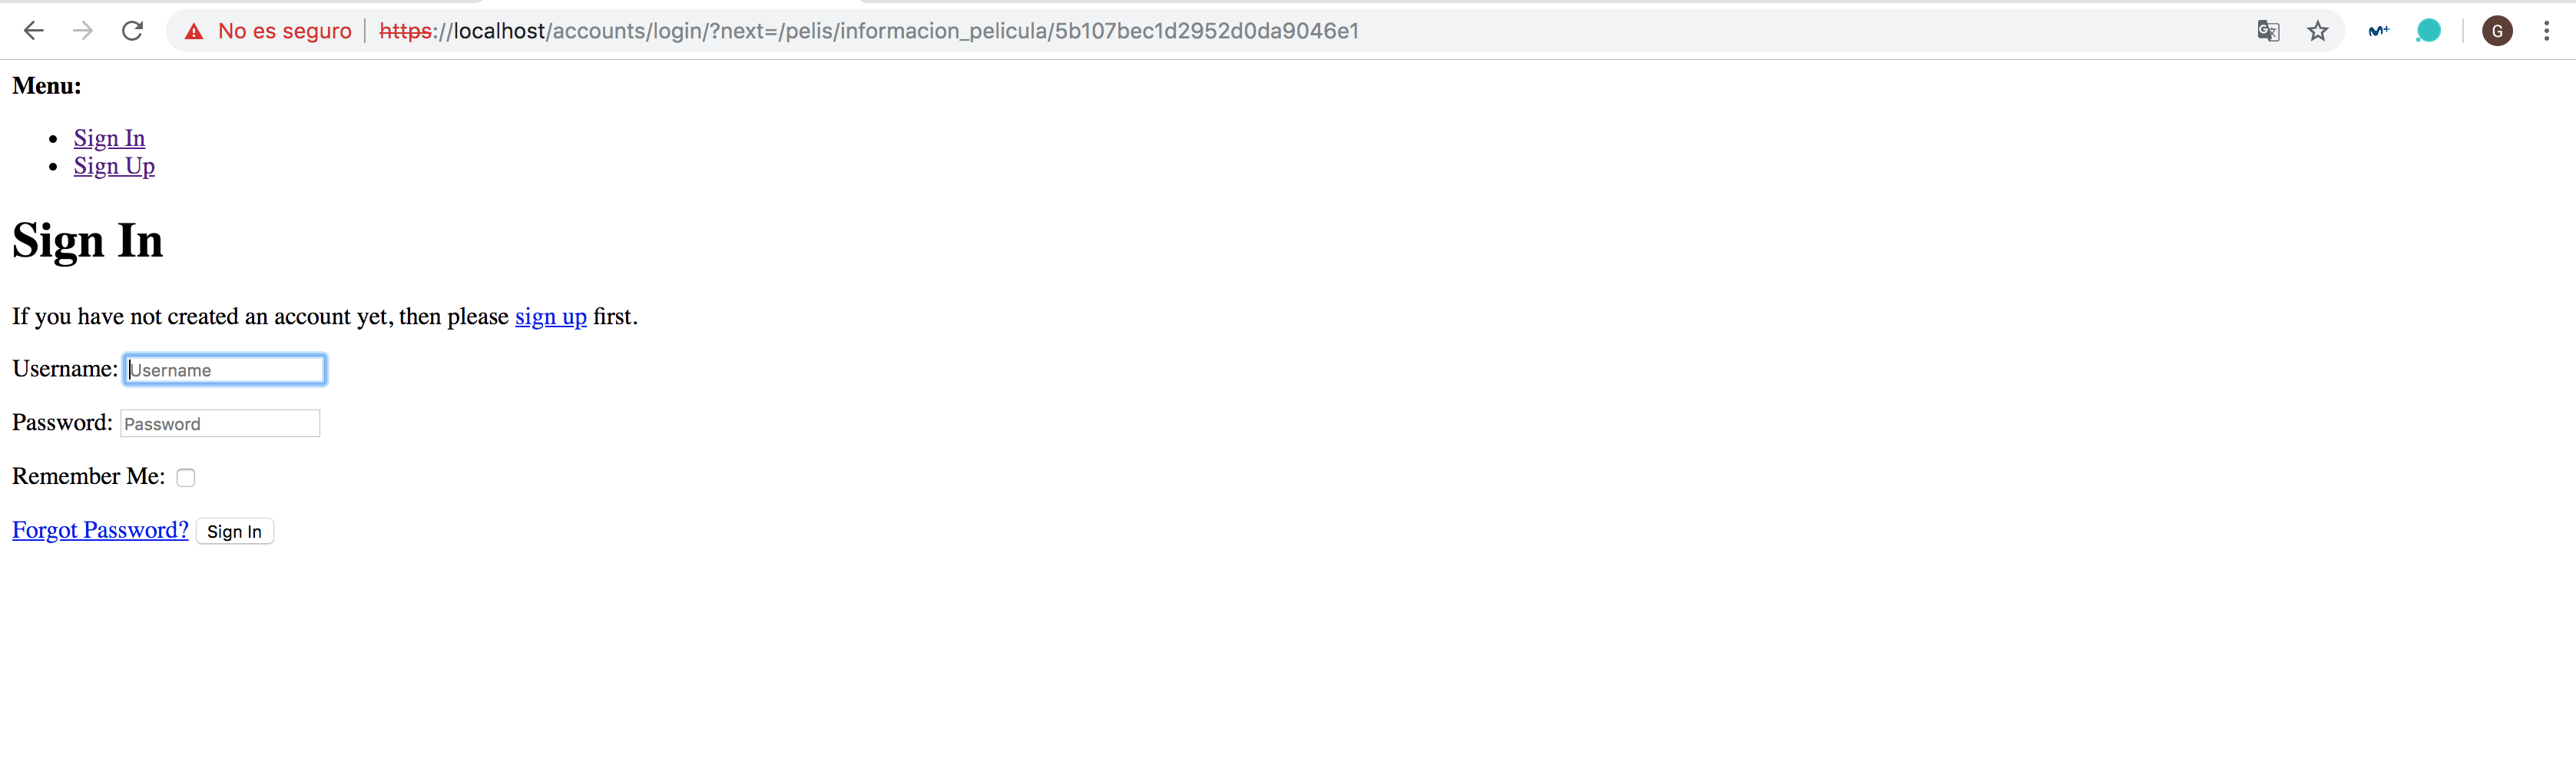 No es seguro | https://localhost/accounts/login/?next=/pelis/informacion_pelicula/5b107bec1d2952d0da9046e1 G
Menu:
• Sign In
• Sign Up
Sign In
If you have not created an account yet, then please sign up first.
Username: Username
Password: Password
Remember Me:
Forgot Password? Sign In